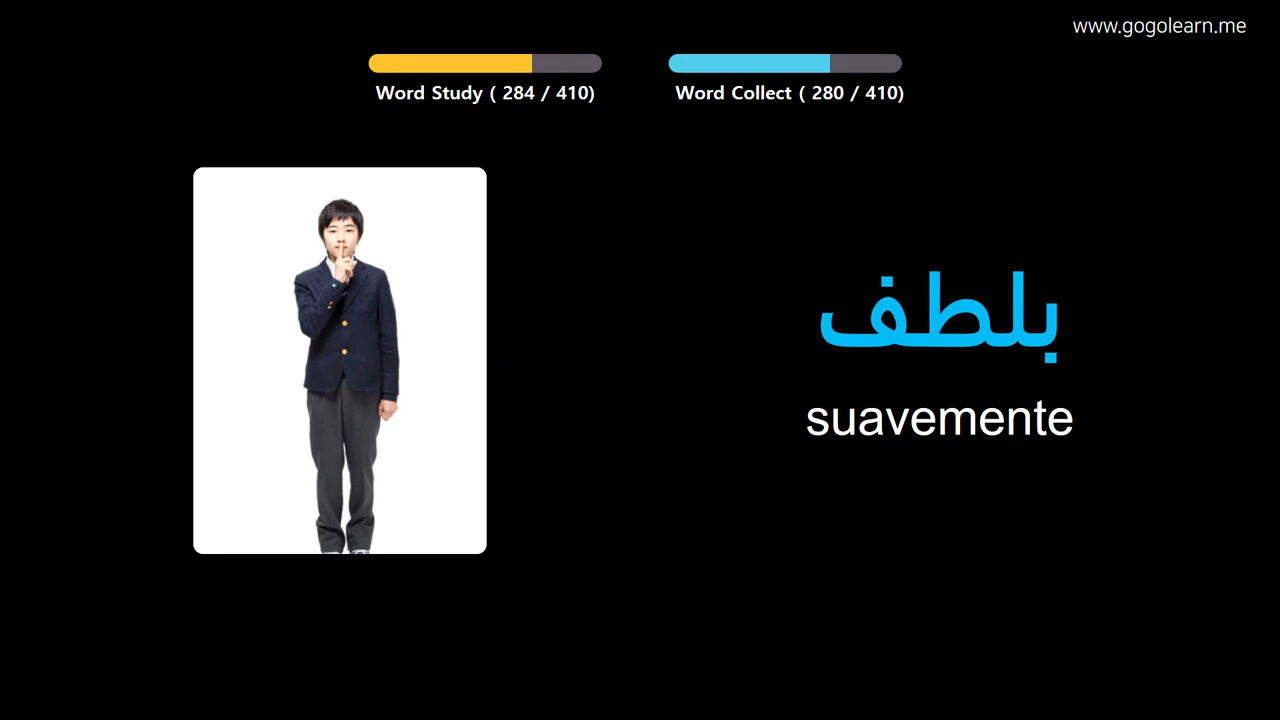 www.gogolearn.me
Word Study ( 284 / 410)
Word Collect ( 280 / 410)
بلطف
suavemente